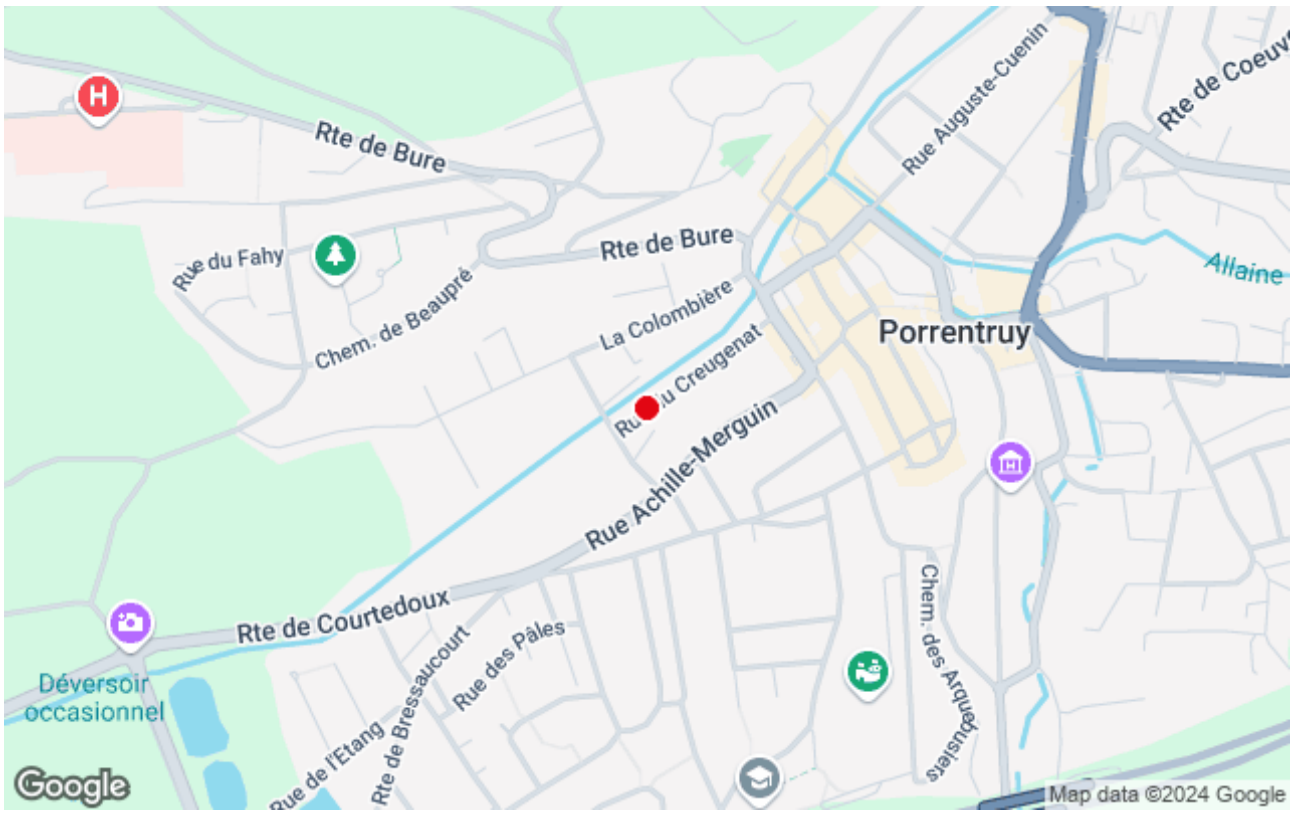 Rte de Coeuv
Rue Auguste-Cuenin
H
Rte de Bure
Rte de Bure
Rue du Fahy
Allaine
Chem. de Beaupré
La Colombière
Porrentruy
Rue du Creugenat
Rue Achille-Merguin
H
Chem. des Arquebusiers
Rte de Courtedoux
Rue des Pâles
Rte de Bressaucourt
Déversoir
occasionnel
Rue de l'Etang
Google
Map data ©2024 Google